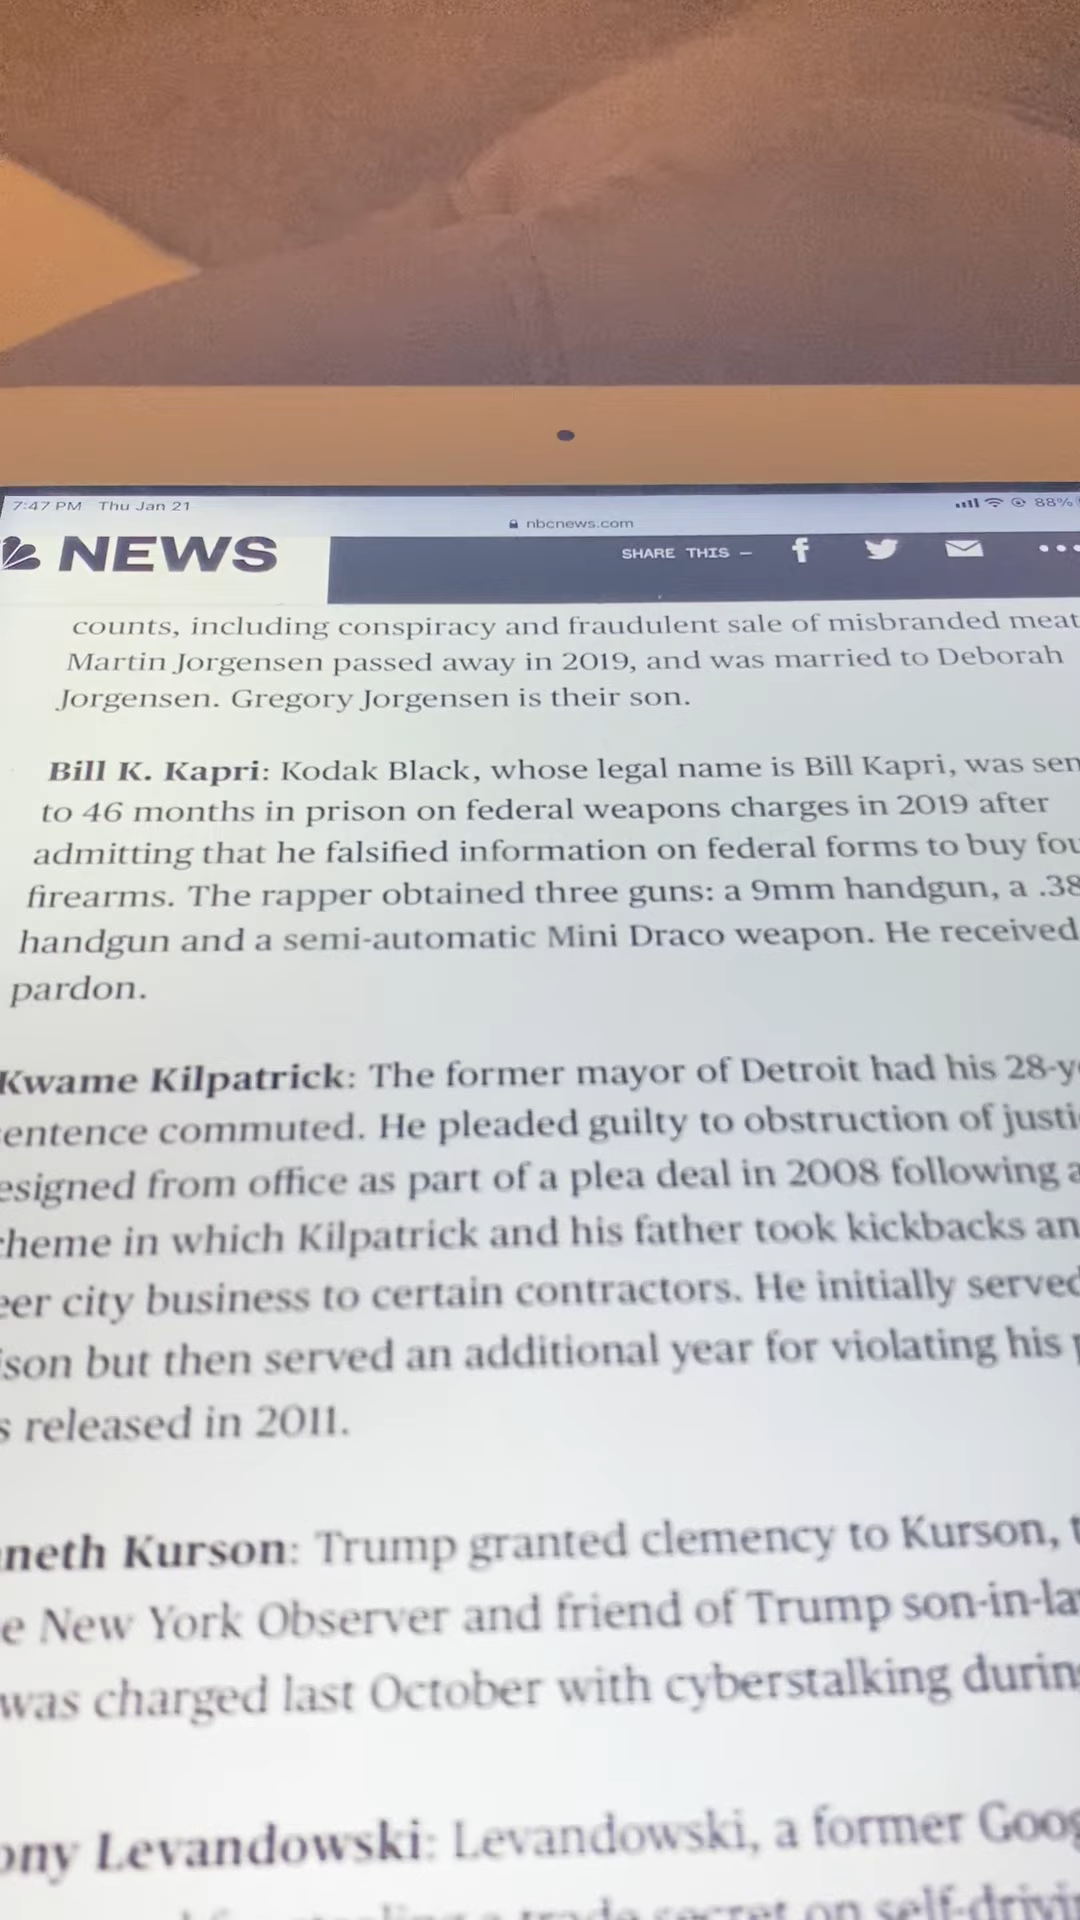 7:47 PM Thu Jan 21
88%
nbcnews.com
NEWS
SHARE THIS –
counts, including conspiracy and fraudulent sale of misbranded meat
Martin Jorgensen passed away in 2019, and was married to Deborah
Jorgensen. Gregory Jorgensen is their son.
Bill K. Kapri: Kodak Black, whose legal name is Bill Kapri, was sen
to 46 months in prison on federal weapons charges in 2019 after
admitting that he falsified information on federal forms to buy fou
firearms. The rapper obtained three guns: a 9mm handgun, a .38
handgun and a semi-automatic Mini Draco weapon. He received
pardon.
Kwame Kilpatrick: The former mayor of Detroit had his 28-y
entence commuted. He pleaded guilty to obstruction of justi
esigned from office as part of a plea deal in 2008 following a
cheme in which Kilpatrick and his father took kickbacks an
eer city business to certain contractors. He initially served
ison but then served an additional year for violating his p
s released in 2011.
neth Kurson: Trump granted clemency to Kurson, t
e New York Observer and friend of Trump son-in-la
was charged last October with cyberstalking durin
ony Levandowski: Levandowski, a former Goog
a trade secret on self-drivin